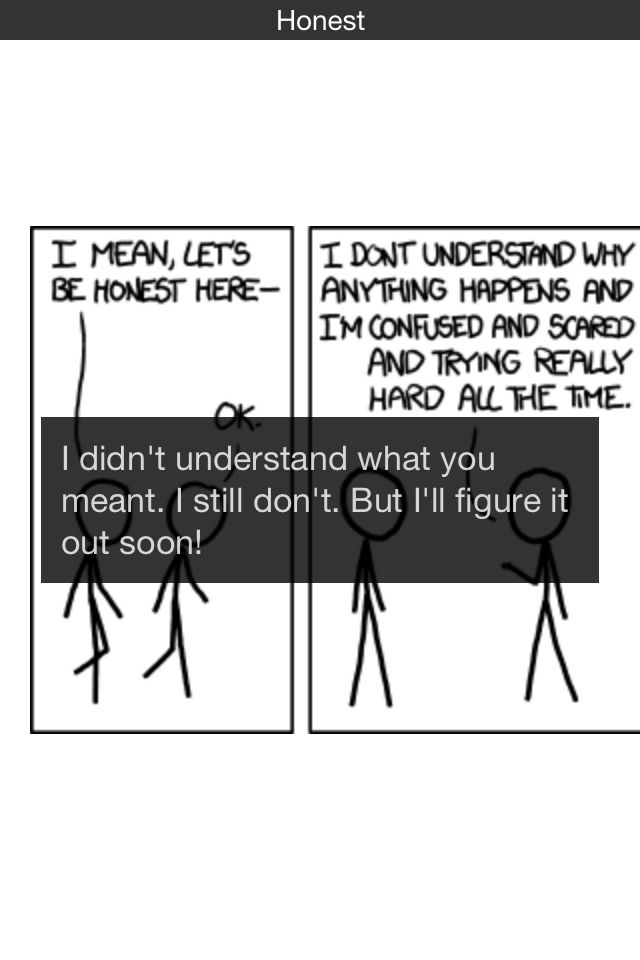 Honest
I MEAN, LET'S
BE HONEST HERE—
OK.
I DON'T UNDERSTAND WHY
ANYTHING HAPPENS AND
I'M CONFUSED AND SCARED
AND TRYING REALLY
HARD ALL THE TIME.
I didn't understand what you
meant. I still don't. But I'll figure it
out soon!